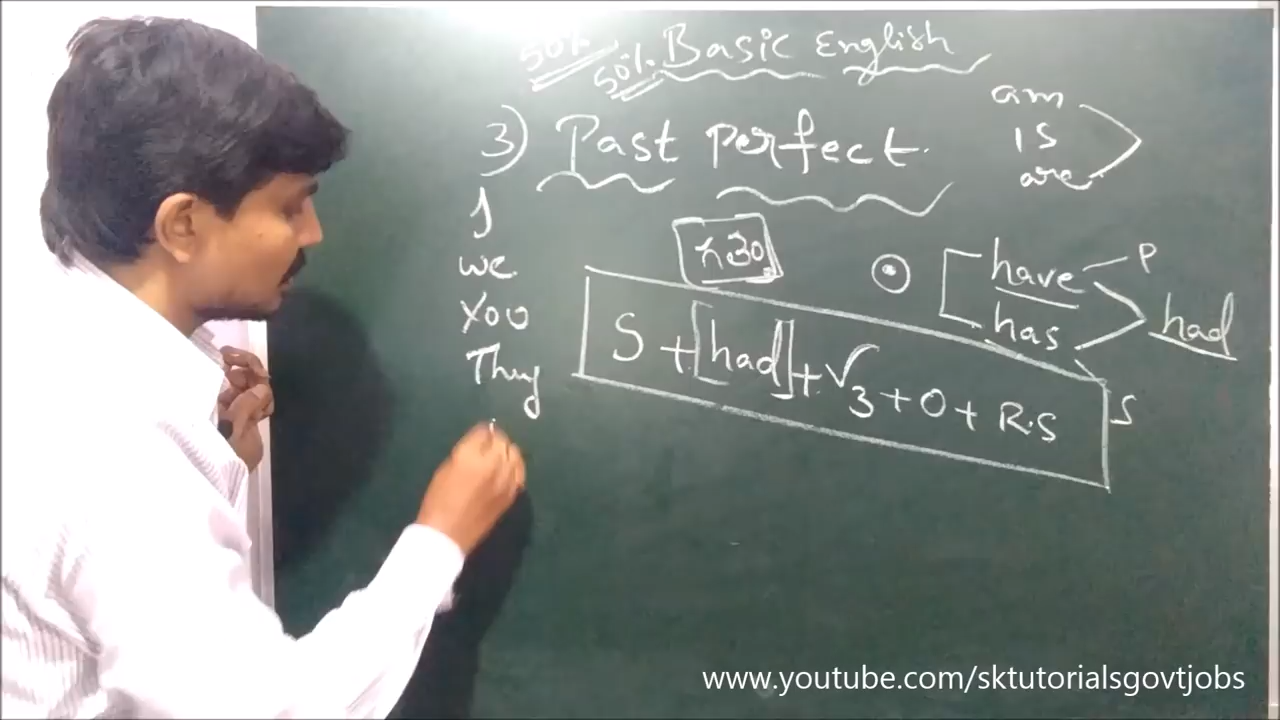 50% 50% Basic English
3) Past perfect.
am
is
are
I
we
You
They
have P
has
had
S + [had] + V3 + O + R.S
S
www.youtube.com/sktutorialsgovtjobs